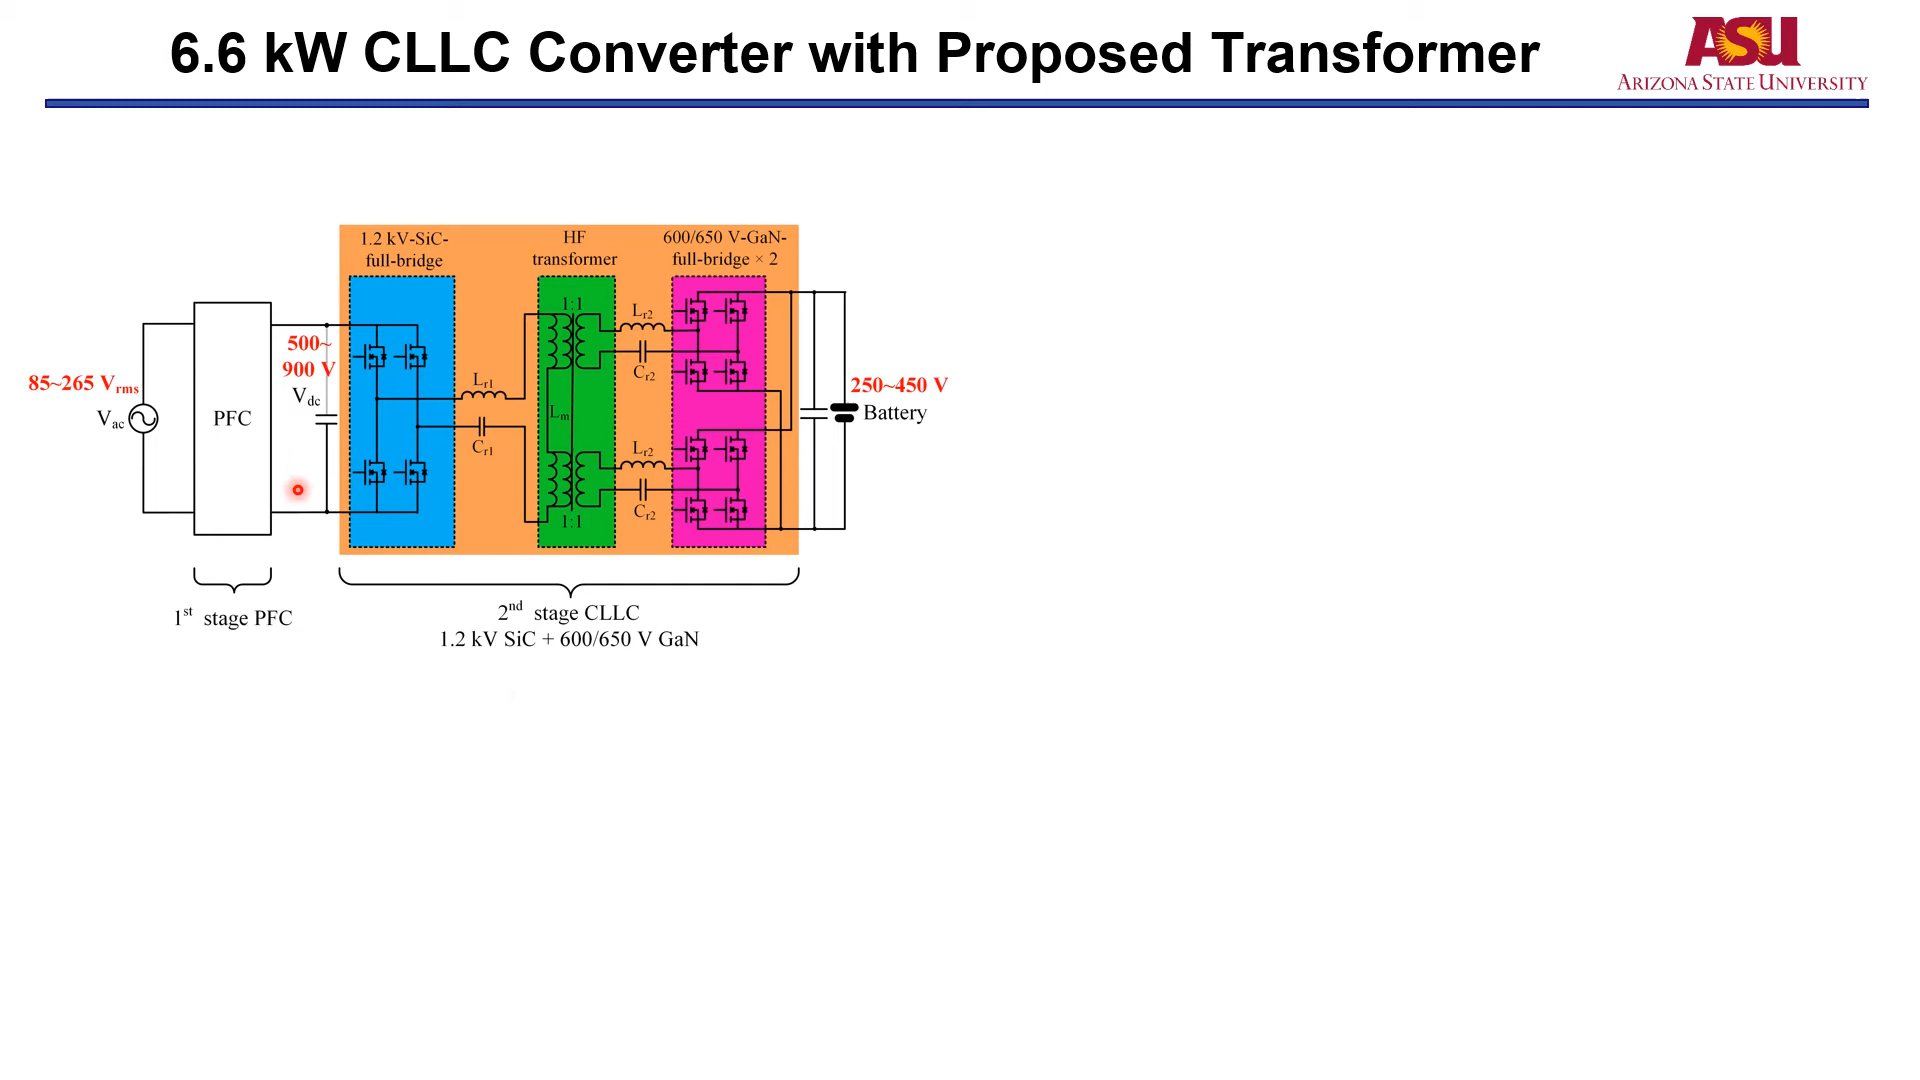 6.6 kW CLLC Converter with Proposed Transformer
ASU
ARIZONA STATE UNIVERSITY
1.2 kV-SiC-
full-bridge
HF
transformer
600/650 V-GaN-
full-bridge × 2
1:1
Lr2
Cr2
500~
900 V
Vdc
85~265 Vrms
Vac
PFC
Lr1
Cr1
Lm
250~450 V
Battery
Lr2
Cr2
1:1
1st stage PFC
2nd stage CLLC
1.2 kV SiC + 600/650 V GaN